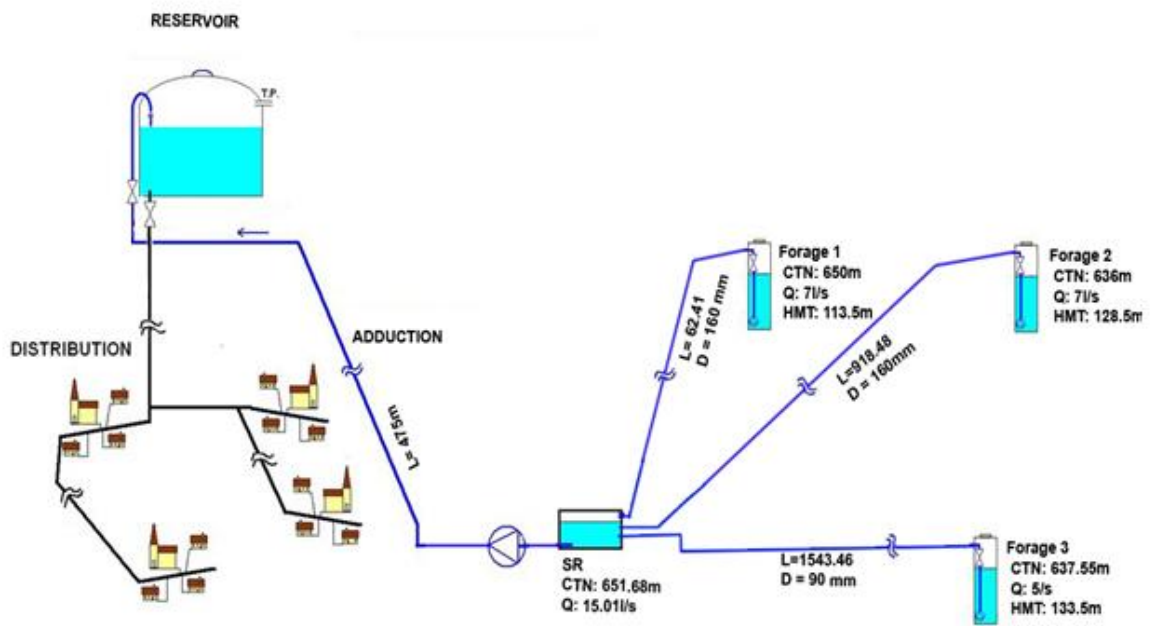 RESERVOIR
T.P.
Forage 1
CTN: 650m
Q: 7l/s
HMT: 113.5m
Forage 2
CTN: 636m
Q: 7l/s
HMT: 128.5m
L= 62.41
D = 160 mm
L=918.48
D = 160mm
DISTRIBUTION
ADDUCTION
L= 475m
SR
CTN: 651.68m
Q: 15.01l/s
L=1543.46
D = 90 mm
Forage 3
CTN: 637.55m
Q: 5/s
HMT: 133.5m